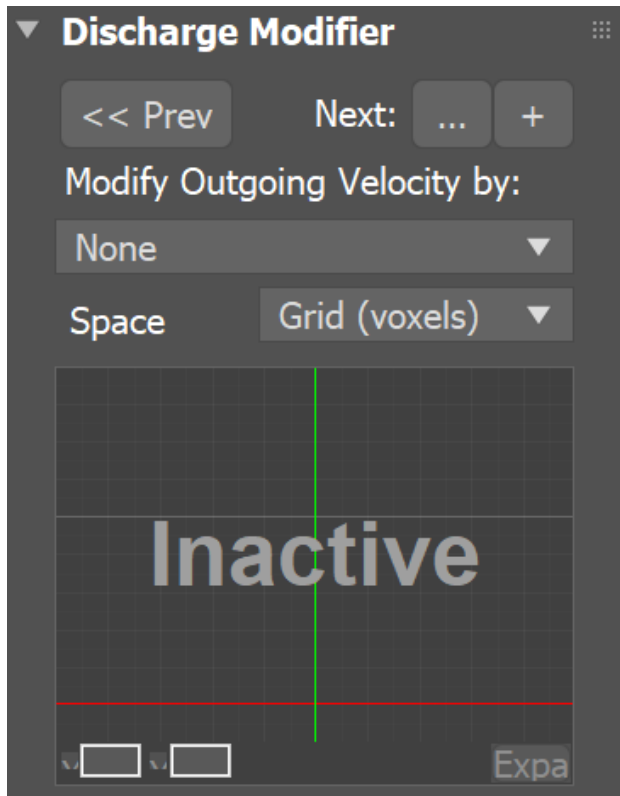 Discharge Modifier
<< Prev Next: ... +
Modify Outgoing Velocity by:
None
Space Grid (voxels)
Inactive
Expa